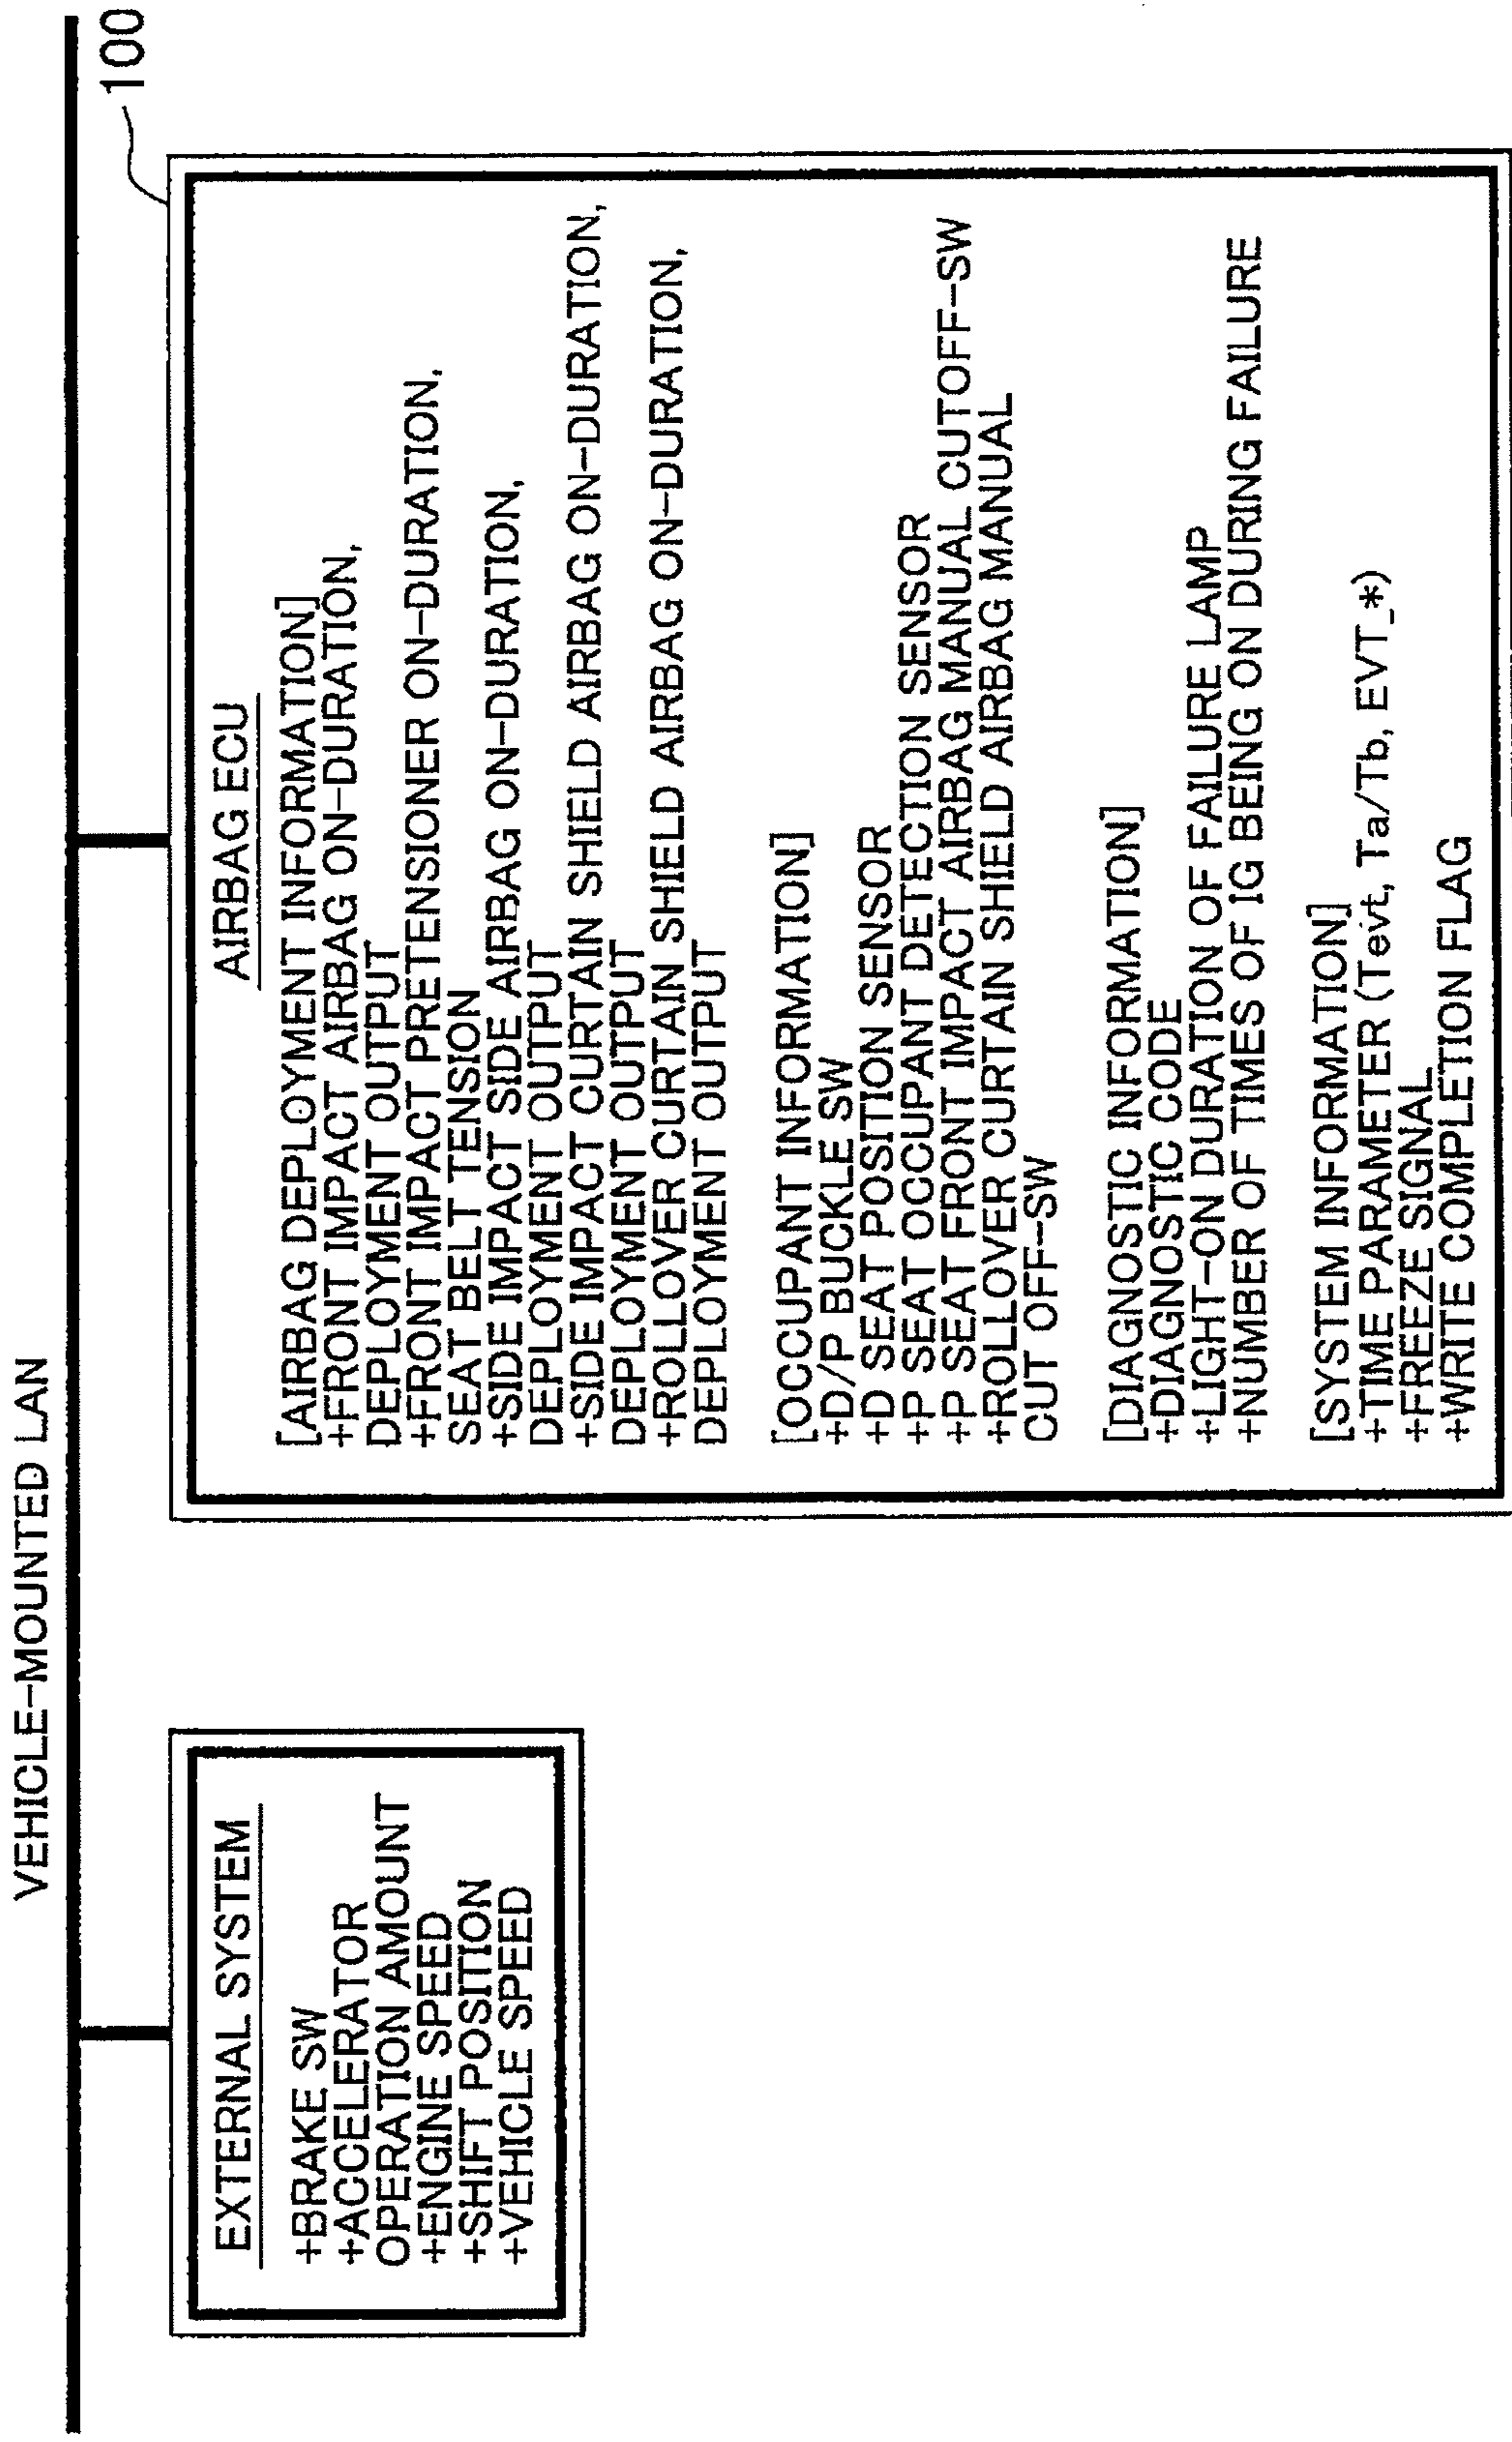 VEHICLE-MOUNTED LAN
100
EXTERNAL SYSTEM
+BRAKE SW
+ACCELERATOR
OPERATION AMOUNT
+ENGINE SPEED
+SHIFT POSITION
+VEHICLE SPEED
AIRBAG ECU
[AIRBAG DEPLOYMENT INFORMATION]
+FRONT IMPACT AIRBAG ON-DURATION,
DEPLOYMENT OUTPUT
+FRONT IMPACT PRETENSIONER ON-DURATION,
SEAT BELT TENSION
+SIDE IMPACT SIDE AIRBAG ON-DURATION,
DEPLOYMENT OUTPUT
+SIDE IMPACT CURTAIN SHIELD AIRBAG ON-DURATION,
DEPLOYMENT OUTPUT
+ROLLOVER CURTAIN SHIELD AIRBAG ON-DURATION,
DEPLOYMENT OUTPUT
[OCCUPANT INFORMATION]
+D/P BUCKLE SW
+D SEAT POSITION SENSOR
+P SEAT OCCUPANT DETECTION SENSOR
+P SEAT FRONT IMPACT AIRBAG MANUAL CUTOFF-SW
+ROLLOVER CURTAIN SHIELD AIRBAG MANUAL
CUT OFF-SW
[DIAGNOSTIC INFORMATION]
+DIAGNOSTIC CODE
+LIGHT-ON DURATION OF FAILURE LAMP
+NUMBER OF TIMES OF IG BEING ON DURING FAILURE
[SYSTEM INFORMATION]
+TIME PARAMETER (Tevt, Ta/Tb, EVT_*)
+FREEZE SIGNAL
+WRITE COMPLETION FLAG